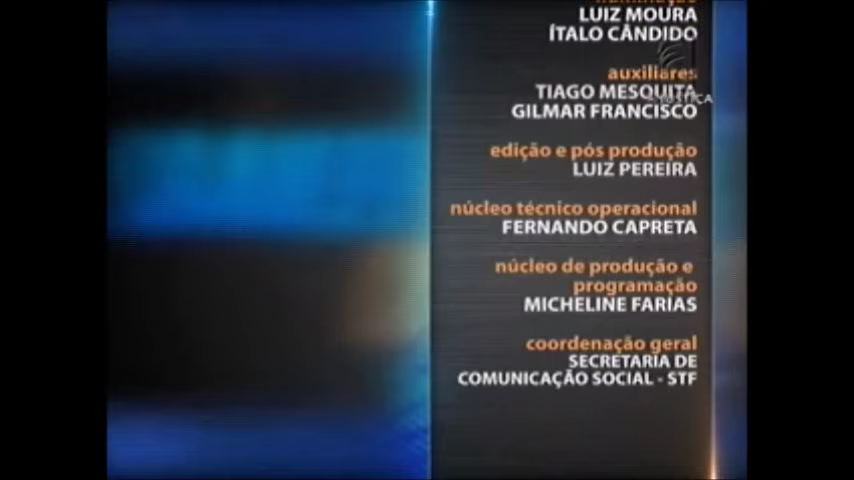 LUIZ MOURA
ÍTALO CÂNDIDO
auxiliares
TIAGO MESQUITA
GILMAR FRANCISCO
edição e pós produção
LUIZ PEREIRA
núcleo técnico operacional
FERNANDO CAPRETA
núcleo de produção e
programação
MICHELINE FARIAS
coordenação geral
SECRETARIA DE
COMUNICAÇÃO SOCIAL - STF